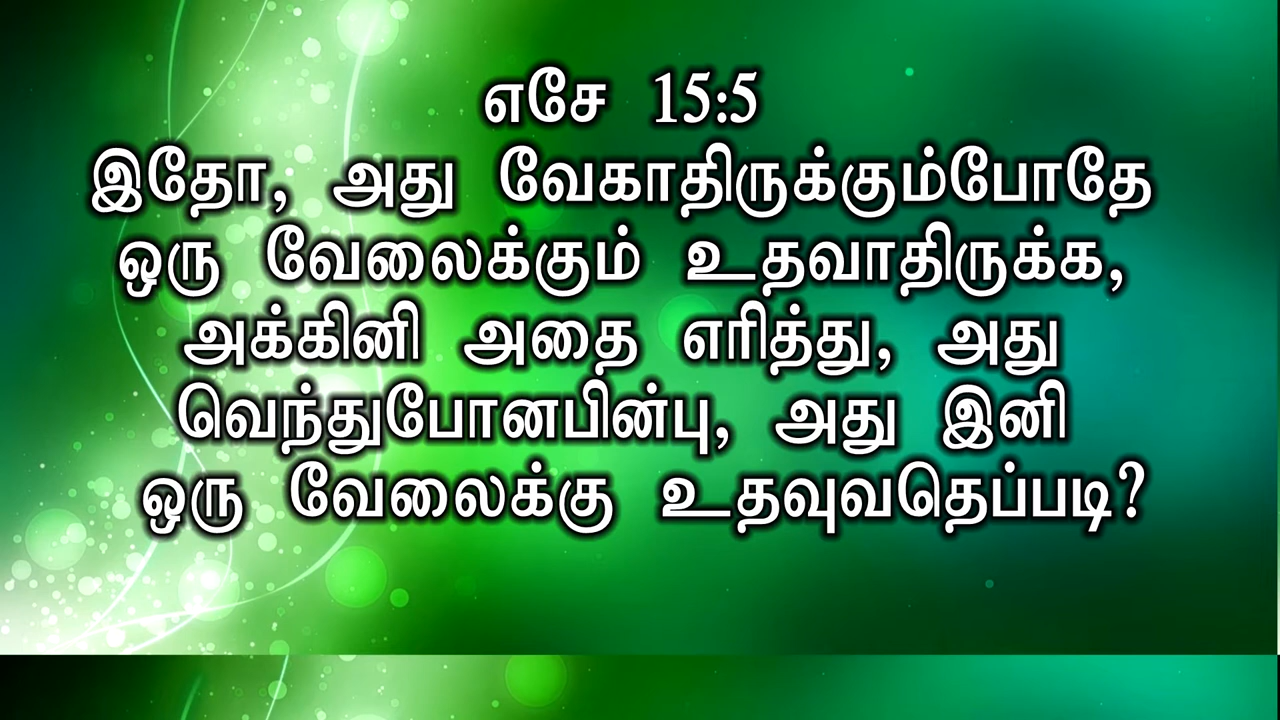 எசே 15:5
இதோ, அது வேகாதிருக்கும்போதே
ஒரு வேலைக்கும் உதவாதிருக்க,
அக்கினி அதை எரித்து, அது
வெந்துபோனபின்பு, அது இனி
ஒரு வேலைக்கு உதவுவதெப்படி?